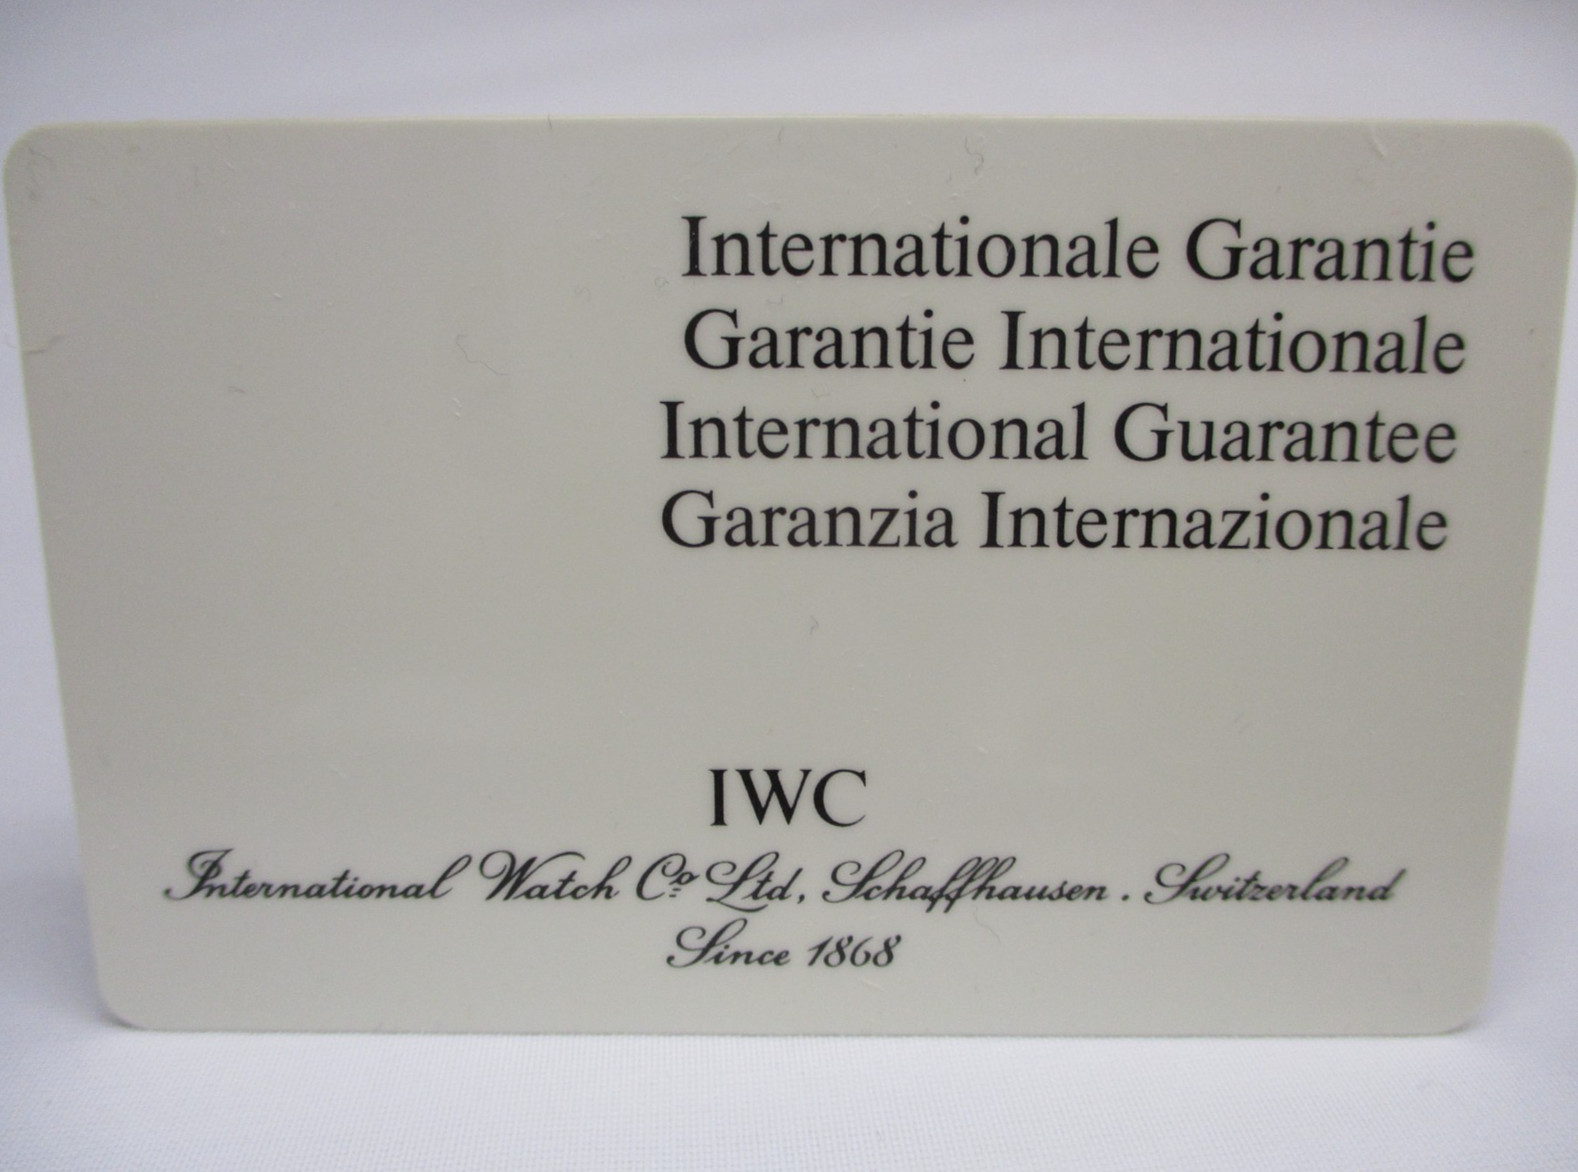 Internationale Garantie
Garantie Internationale
International Guarantee
Garanzia Internazionale
IWC
International Watch Co Ltd, Schaffhausen . Switzerland
Since 1868